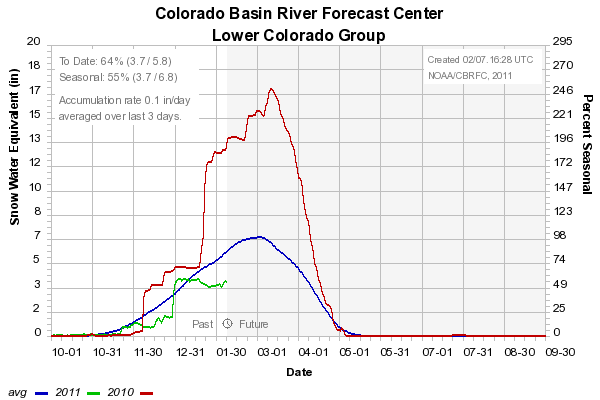 Colorado Basin River Forecast Center
Lower Colorado Group
20 295
18 270
17 246
15 221
13 196
12 172
10 147
8 123
7 98
5 74
3 49
2 25
0 0
To Date: 64% (3.7 / 5.8)
Seasonal: 55% (3.7 / 6.8)
Accumulation rate 0.1 in/day
averaged over last 3 days.
Created 02/07.16:28 UTC
NOAA/CBRFC, 2011
Snow Water Equivalent (in)
Percent Seasonal
Past Future
10-01 10-31 11-30 12-31 01-30 03-01 04-01 05-01 05-31 07-01 07-31 08-30 09-30
Date
avg 2011 2010